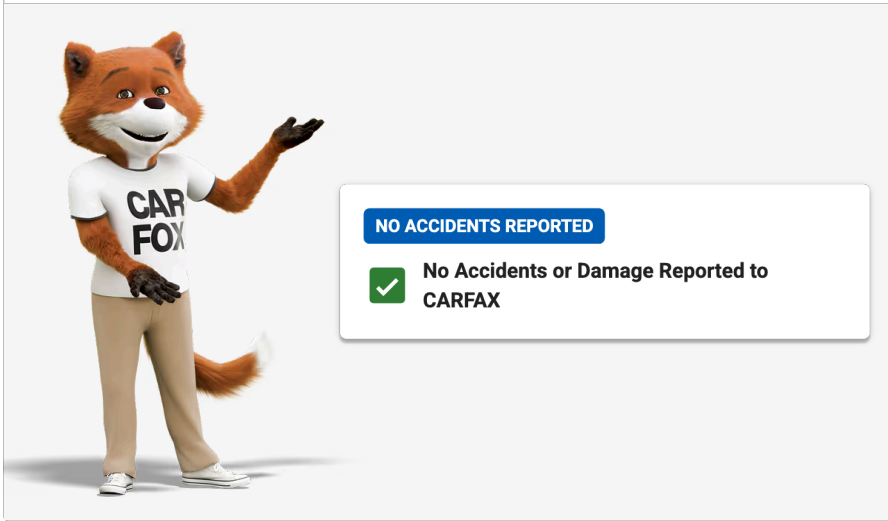 CAR
FOX
NO ACCIDENTS REPORTED
No Accidents or Damage Reported to
CARFAX